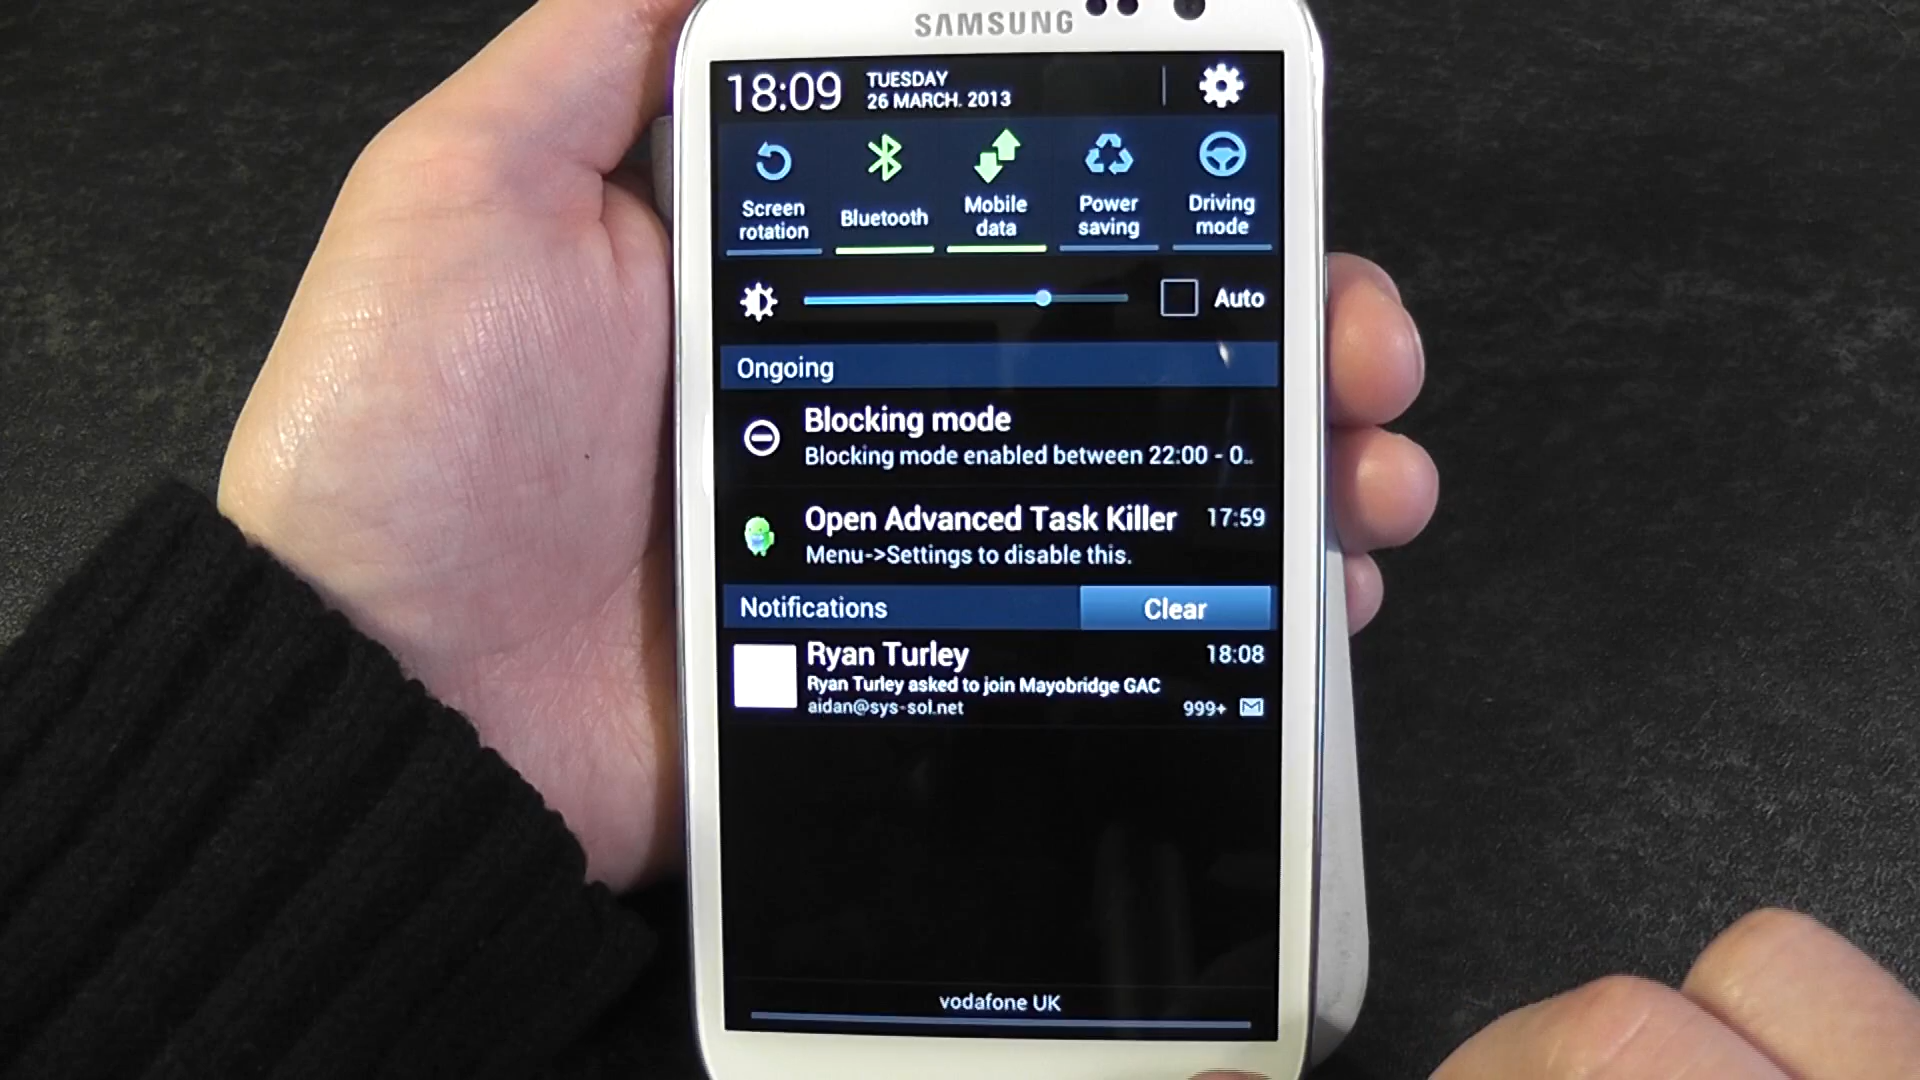 SAMSUNG
18:09
TUESDAY
26 MARCH. 2013
Screen
rotation
Bluetooth
Mobile
data
Power
saving
Driving
mode
Auto
Ongoing
Blocking mode
Blocking mode enabled between 22:00 - 0..
Open Advanced Task Killer 17:59
Menu->Settings to disable this.
Notifications Clear
Ryan Turley 18:08
Ryan Turley asked to join Mayobridge GAC
aidan@sys-sol.net 999+
vodafone UK